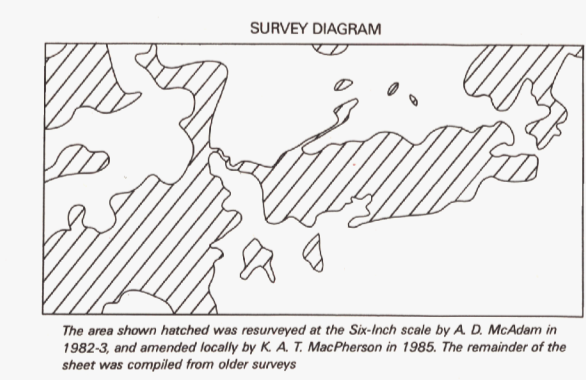 SURVEY DIAGRAM
The area shown hatched was resurveyed at the Six-Inch scale by A. D. McAdam in
1982-3, and amended locally by K. A. T. MacPherson in 1985. The remainder of the
sheet was compiled from older surveys